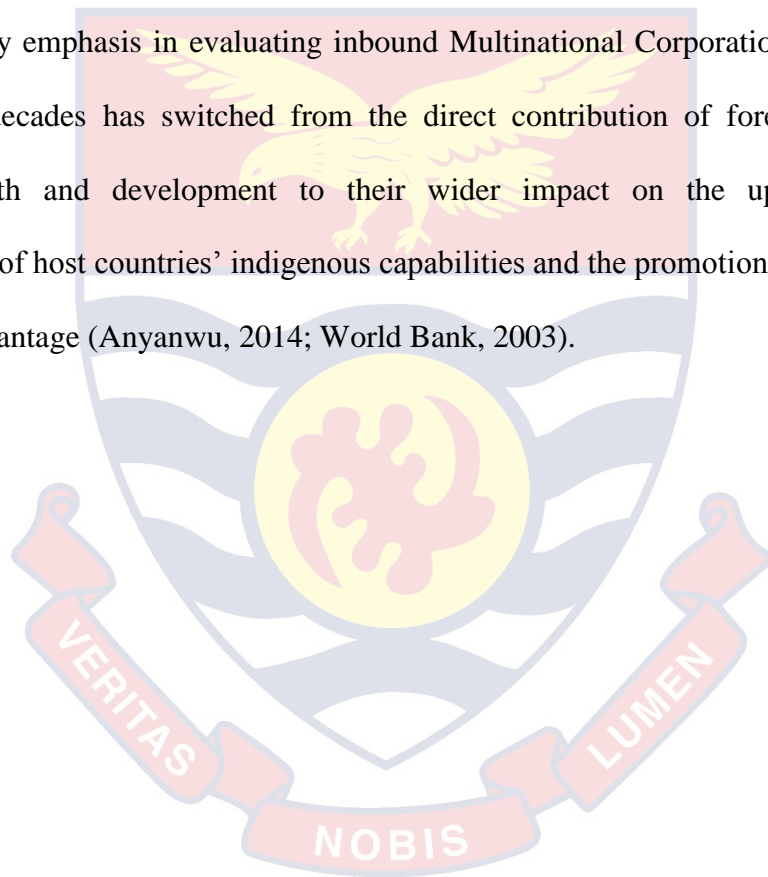 y emphasis in evaluating inbound Multinational Corporatio
ecades has switched from the direct contribution of fore
th and development to their wider impact on the up
of host countries’ indigenous capabilities and the promotion
antage (Anyanwu, 2014; World Bank, 2003).
VERITAS
NOBIS
LUMEN